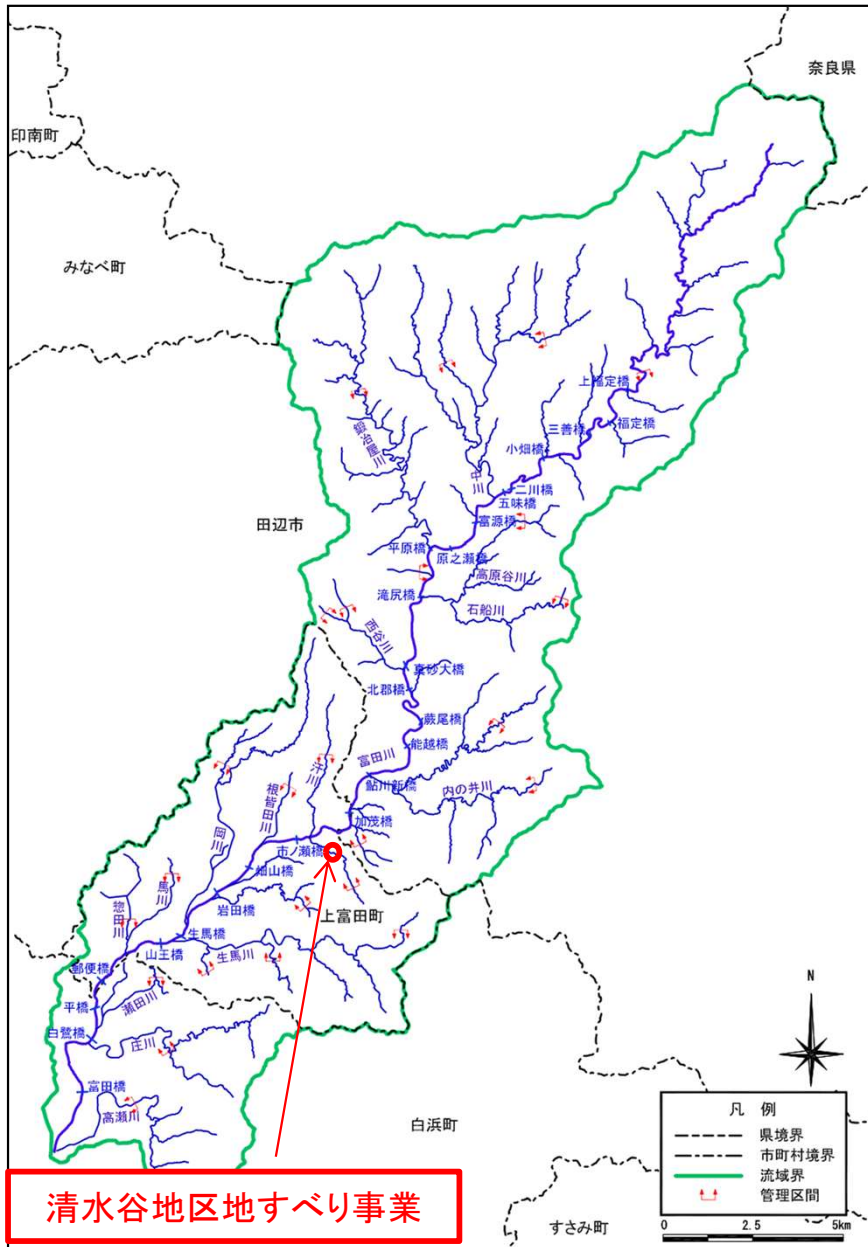 奈良県
印南町
みなべ町
上福定橋
三善橋
福定橋
小畑橋
鍛治屋川
中川
二川橋
五味橋
富源橋
田辺市
平原橋
原之瀬橋
高原谷川
滝尻橋
石船川
西谷川
真砂大橋
北郡橋
蕨尾橋
能越橋
富田川
鮎川新橋
内の井川
汗川
根皆田川
加茂橋
岡川
市ノ瀬橋
畑山橋
馬川
惣田川
岩田橋
上富田町
生馬橋
山王橋
生馬川
郵便橋
瀬田川
平橋
白鷺橋
庄川
富田橋
高瀬川
白浜町
N
凡 例
県境界
市町村境界
流域界
管理区間
0 2.5 5km
清水谷地区地すべり事業
すさみ町